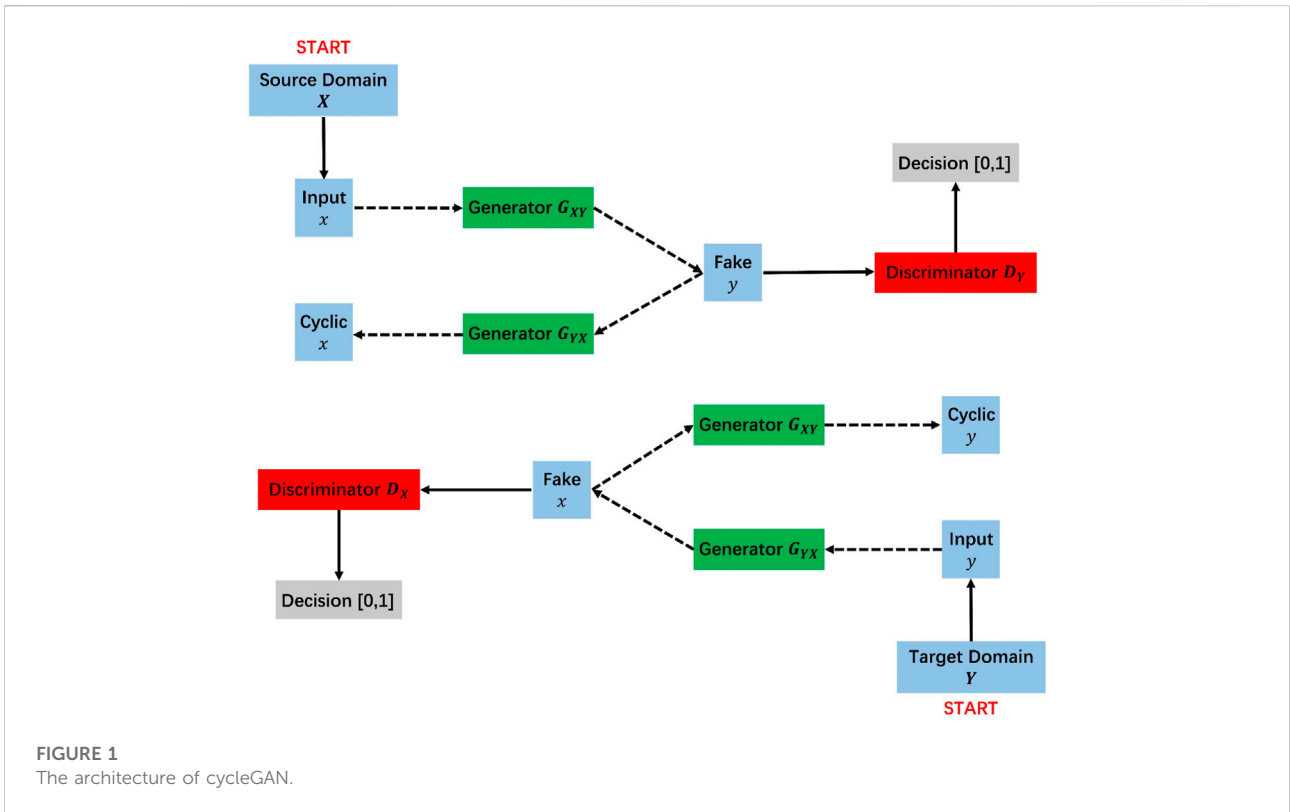 START
Source Domain
X
Input
x
Generator G_XY
Fake
y
Discriminator D_Y
Decision [0,1]
Cyclic
x
Generator G_YX
Generator G_XY
Cyclic
y
Discriminator D_X
Fake
x
Generator G_YX
Input
y
Decision [0,1]
Target Domain
Y
START
FIGURE 1
The architecture of cycleGAN.